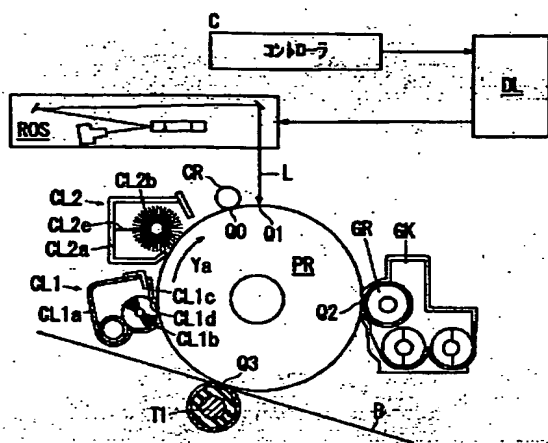 C
コントローラ
DL
ROS
L
CR
CL2b
CL2
CL2e
CL2a
Q0
Q1
Ya
PR
GR
GK
CL1
CL1c
CL1a
CL1d
CL1b
Q2
Q3
T1
B